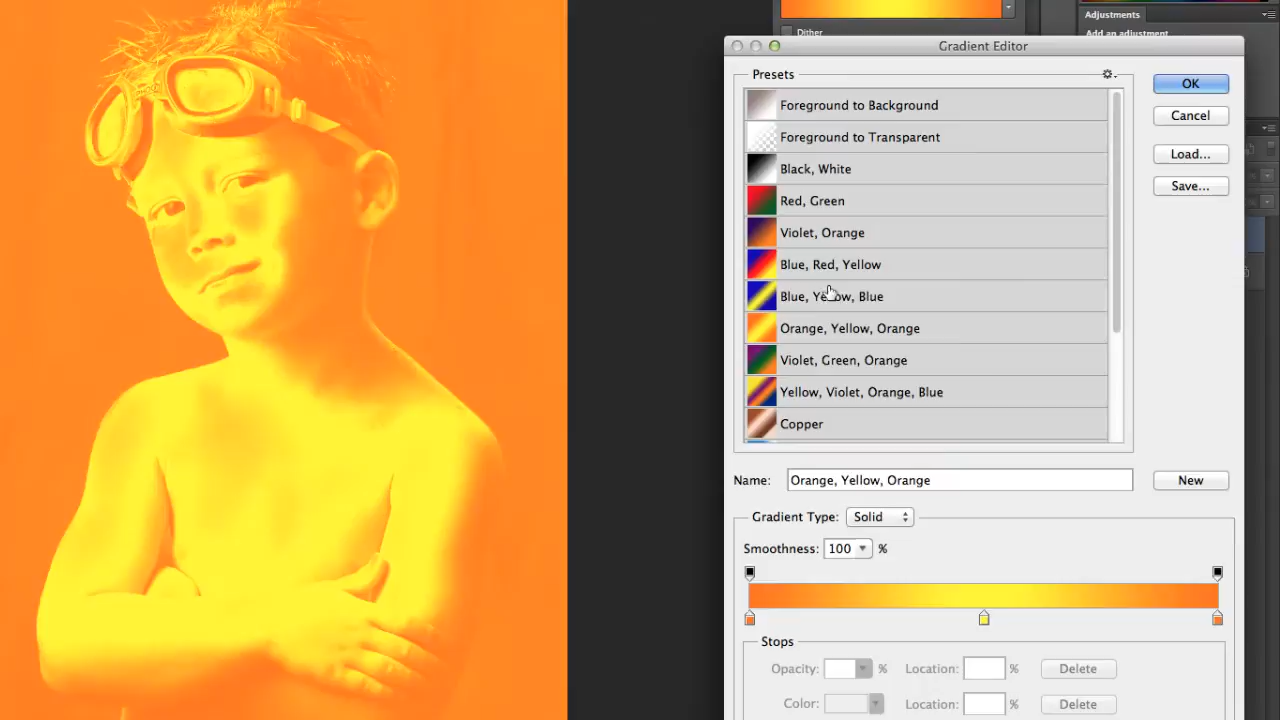 Adjustments
Dither
Add an adjustment
Gradient Editor
Presets
OK
Foreground to Background
Cancel
Foreground to Transparent
Load...
Black, White
Save...
Red, Green
Violet, Orange
Blue, Red, Yellow
Blue, Yellow, Blue
Orange, Yellow, Orange
Violet, Green, Orange
Yellow, Violet, Orange, Blue
Copper
Name: Orange, Yellow, Orange New
Gradient Type: Solid
Smoothness: 100 %
Stops
Opacity: % Location: % Delete
Color: Location: % Delete